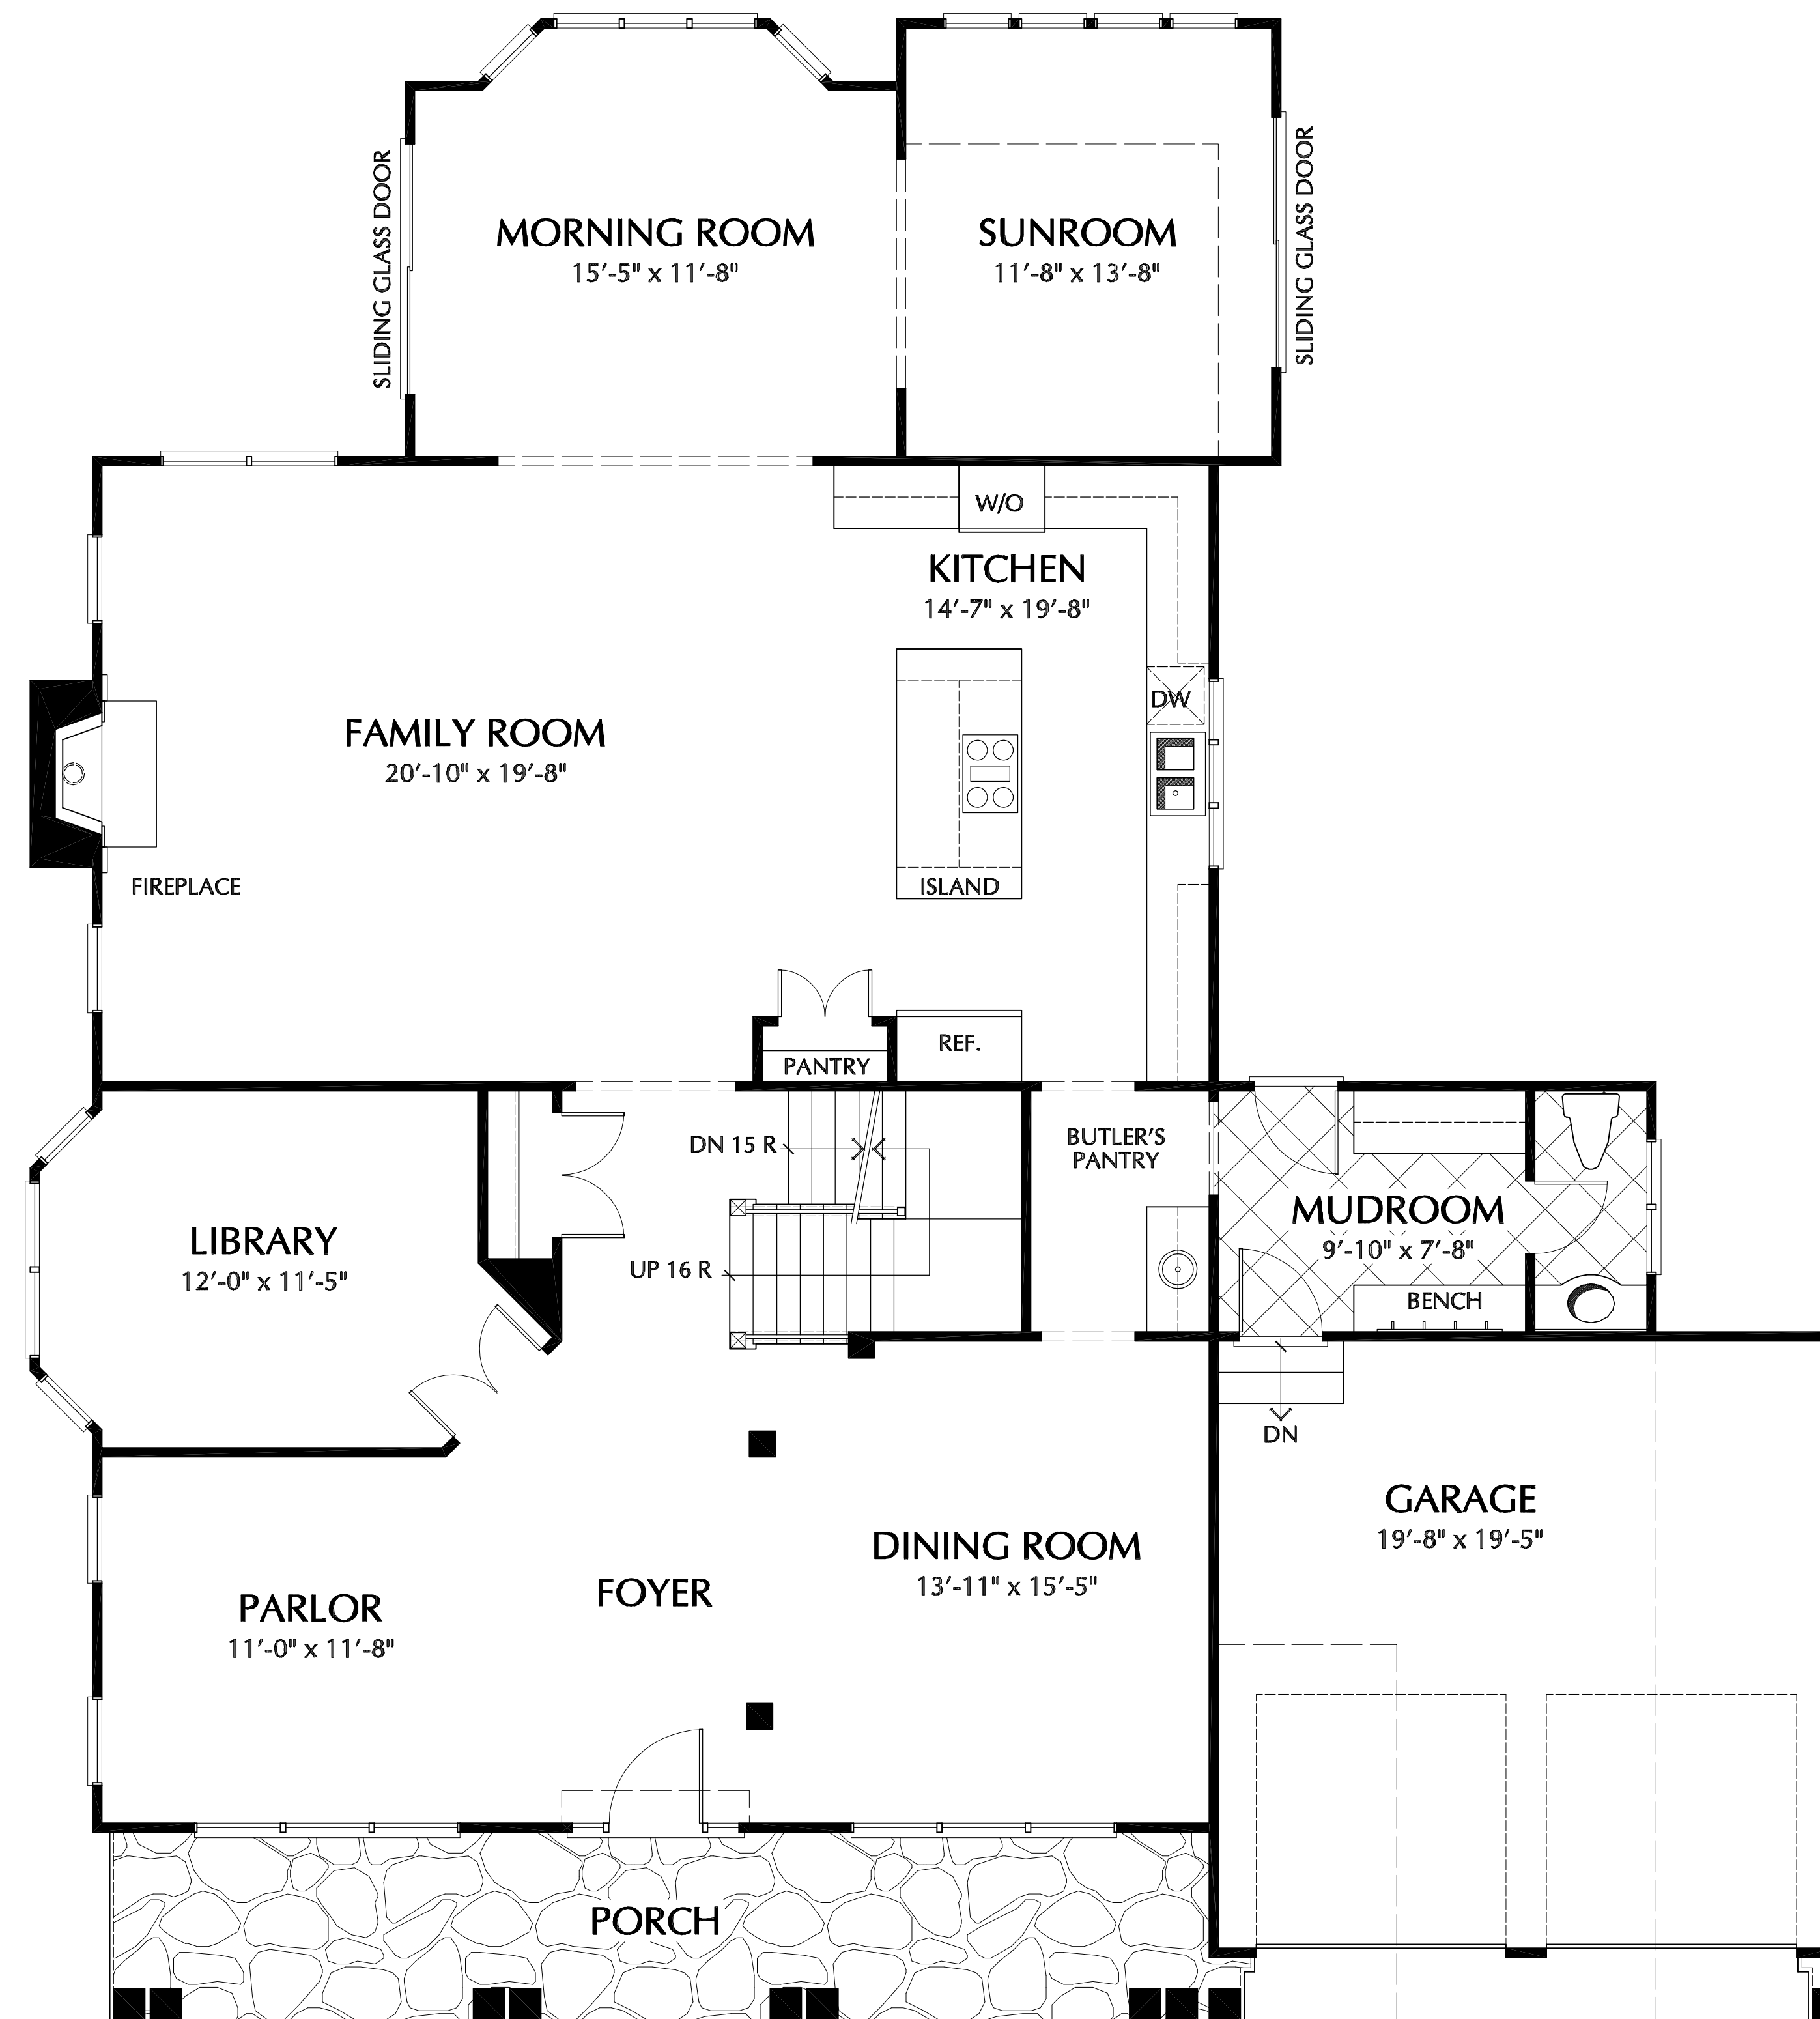 SLIDING GLASS DOOR
MORNING ROOM
15'-5" x 11'-8"
SUNROOM
11'-8" x 13'-8"
SLIDING GLASS DOOR
W/O
KITCHEN
14'-7" x 19'-8"
DW
FAMILY ROOM
20'-10" x 19'-8"
FIREPLACE
ISLAND
REF.
PANTRY
DN 15 R
BUTLER'S
PANTRY
MUDROOM
9'-10" x 7'-8"
LIBRARY
12'-0" x 11'-5"
UP 16 R
BENCH
DN
GARAGE
19'-8" x 19'-5"
DINING ROOM
13'-11" x 15'-5"
FOYER
PARLOR
11'-0" x 11'-8"
PORCH